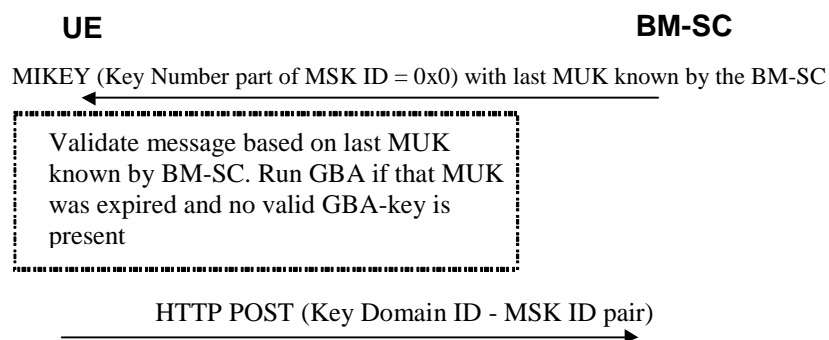 UE
BM-SC
MIKEY (Key Number part of MSK ID = 0x0) with last MUK known by the BM-SC
Validate message based on last MUK
known by BM-SC. Run GBA if that MUK
was expired and no valid GBA-key is
present
HTTP POST (Key Domain ID - MSK ID pair)